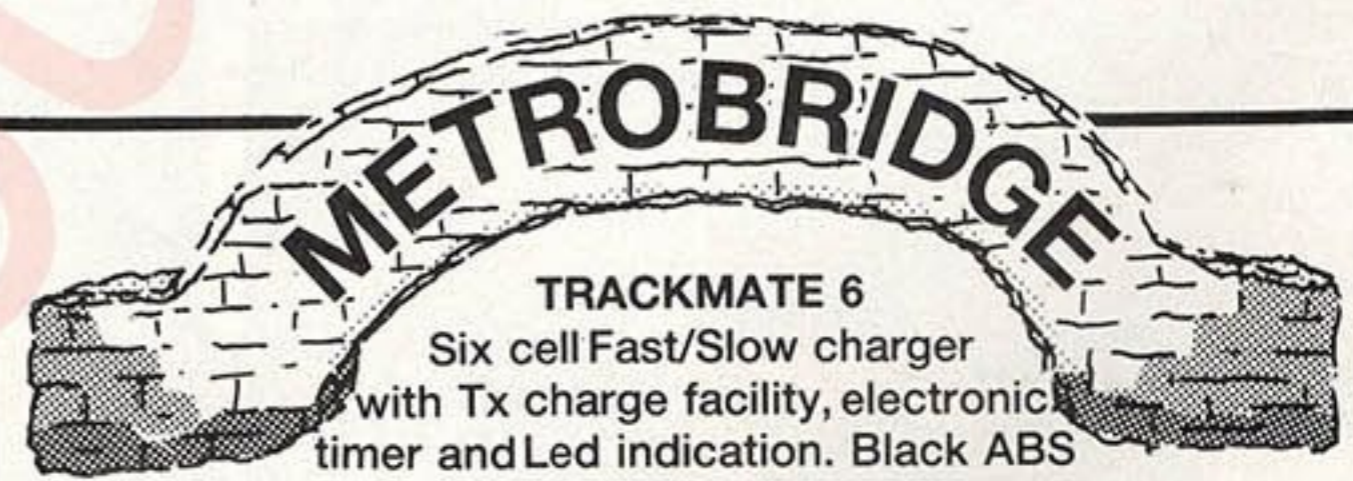 METROBRIDGE
TRACKMATE 6
Six cell Fast/Slow charger
with Tx charge facility, electronic
timer and Led indication. Black ABS